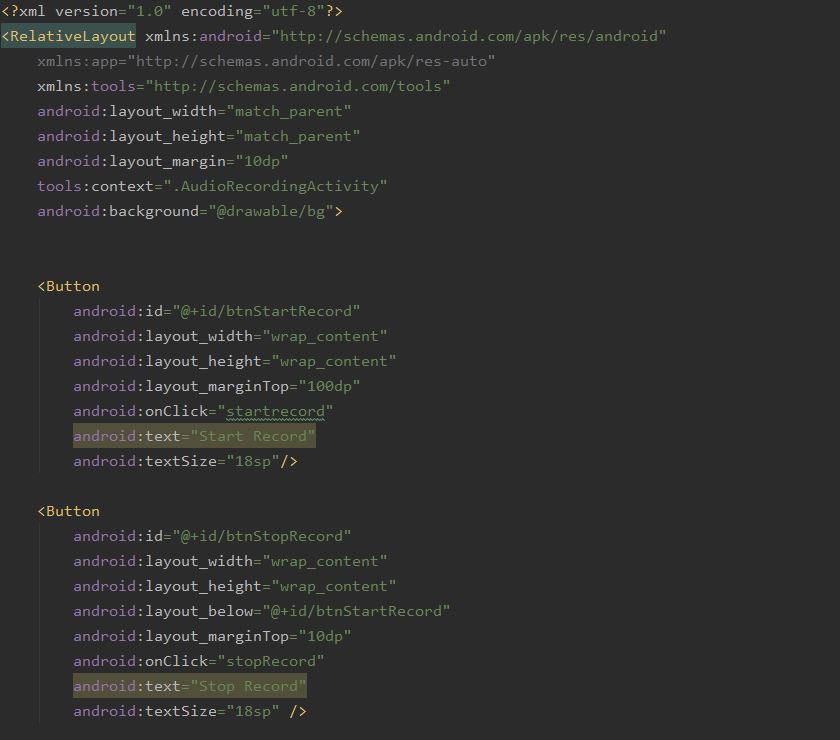 <?xml version="1.0" encoding="utf-8"?>
<RelativeLayout xmlns:android="http://schemas.android.com/apk/res/android"
    xmlns:app="http://schemas.android.com/apk/res-auto"
    xmlns:tools="http://schemas.android.com/tools"
    android:layout_width="match_parent"
    android:layout_height="match_parent"
    android:layout_margin="10dp"
    tools:context=".AudioRecordingActivity"
    android:background="@drawable/bg">
    <Button
        android:id="@+id/btnStartRecord"
        android:layout_width="wrap_content"
        android:layout_height="wrap_content"
        android:layout_marginTop="100dp"
        android:onClick="startrecord"
        android:text="Start Record"
        android:textSize="18sp"/>
    <Button
        android:id="@+id/btnStopRecord"
        android:layout_width="wrap_content"
        android:layout_height="wrap_content"
        android:layout_below="@+id/btnStartRecord"
        android:layout_marginTop="10dp"
        android:onClick="stopRecord"
        android:text="Stop Record"
        android:textSize="18sp" />